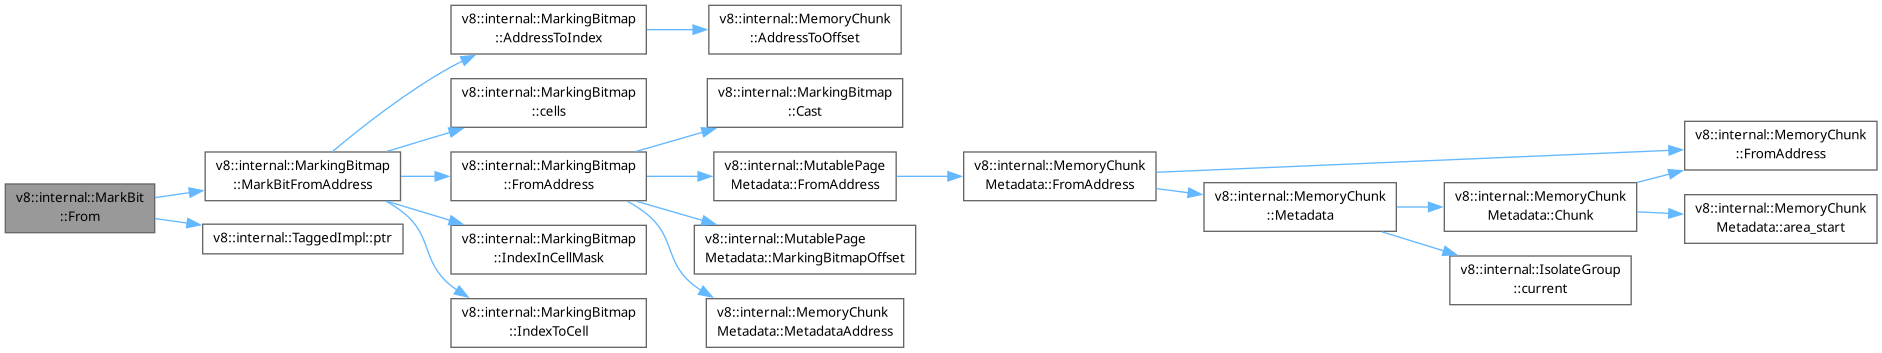 v8::internal::MarkBit
::From
v8::internal::MarkingBitmap
::MarkBitFromAddress
v8::internal::TaggedImpl::ptr
v8::internal::MarkingBitmap
::AddressToIndex
v8::internal::MarkingBitmap
::cells
v8::internal::MarkingBitmap
::FromAddress
v8::internal::MarkingBitmap
::IndexInCellMask
v8::internal::MarkingBitmap
::IndexToCell
v8::internal::MemoryChunk
::AddressToOffset
v8::internal::MarkingBitmap
::Cast
v8::internal::MutablePage
Metadata::FromAddress
v8::internal::MutablePage
Metadata::MarkingBitmapOffset
v8::internal::MemoryChunk
Metadata::MetadataAddress
v8::internal::MemoryChunk
Metadata::FromAddress
v8::internal::MemoryChunk
::Metadata
v8::internal::MemoryChunk
Metadata::Chunk
v8::internal::IsolateGroup
::current
v8::internal::MemoryChunk
::FromAddress
v8::internal::MemoryChunk
Metadata::area_start